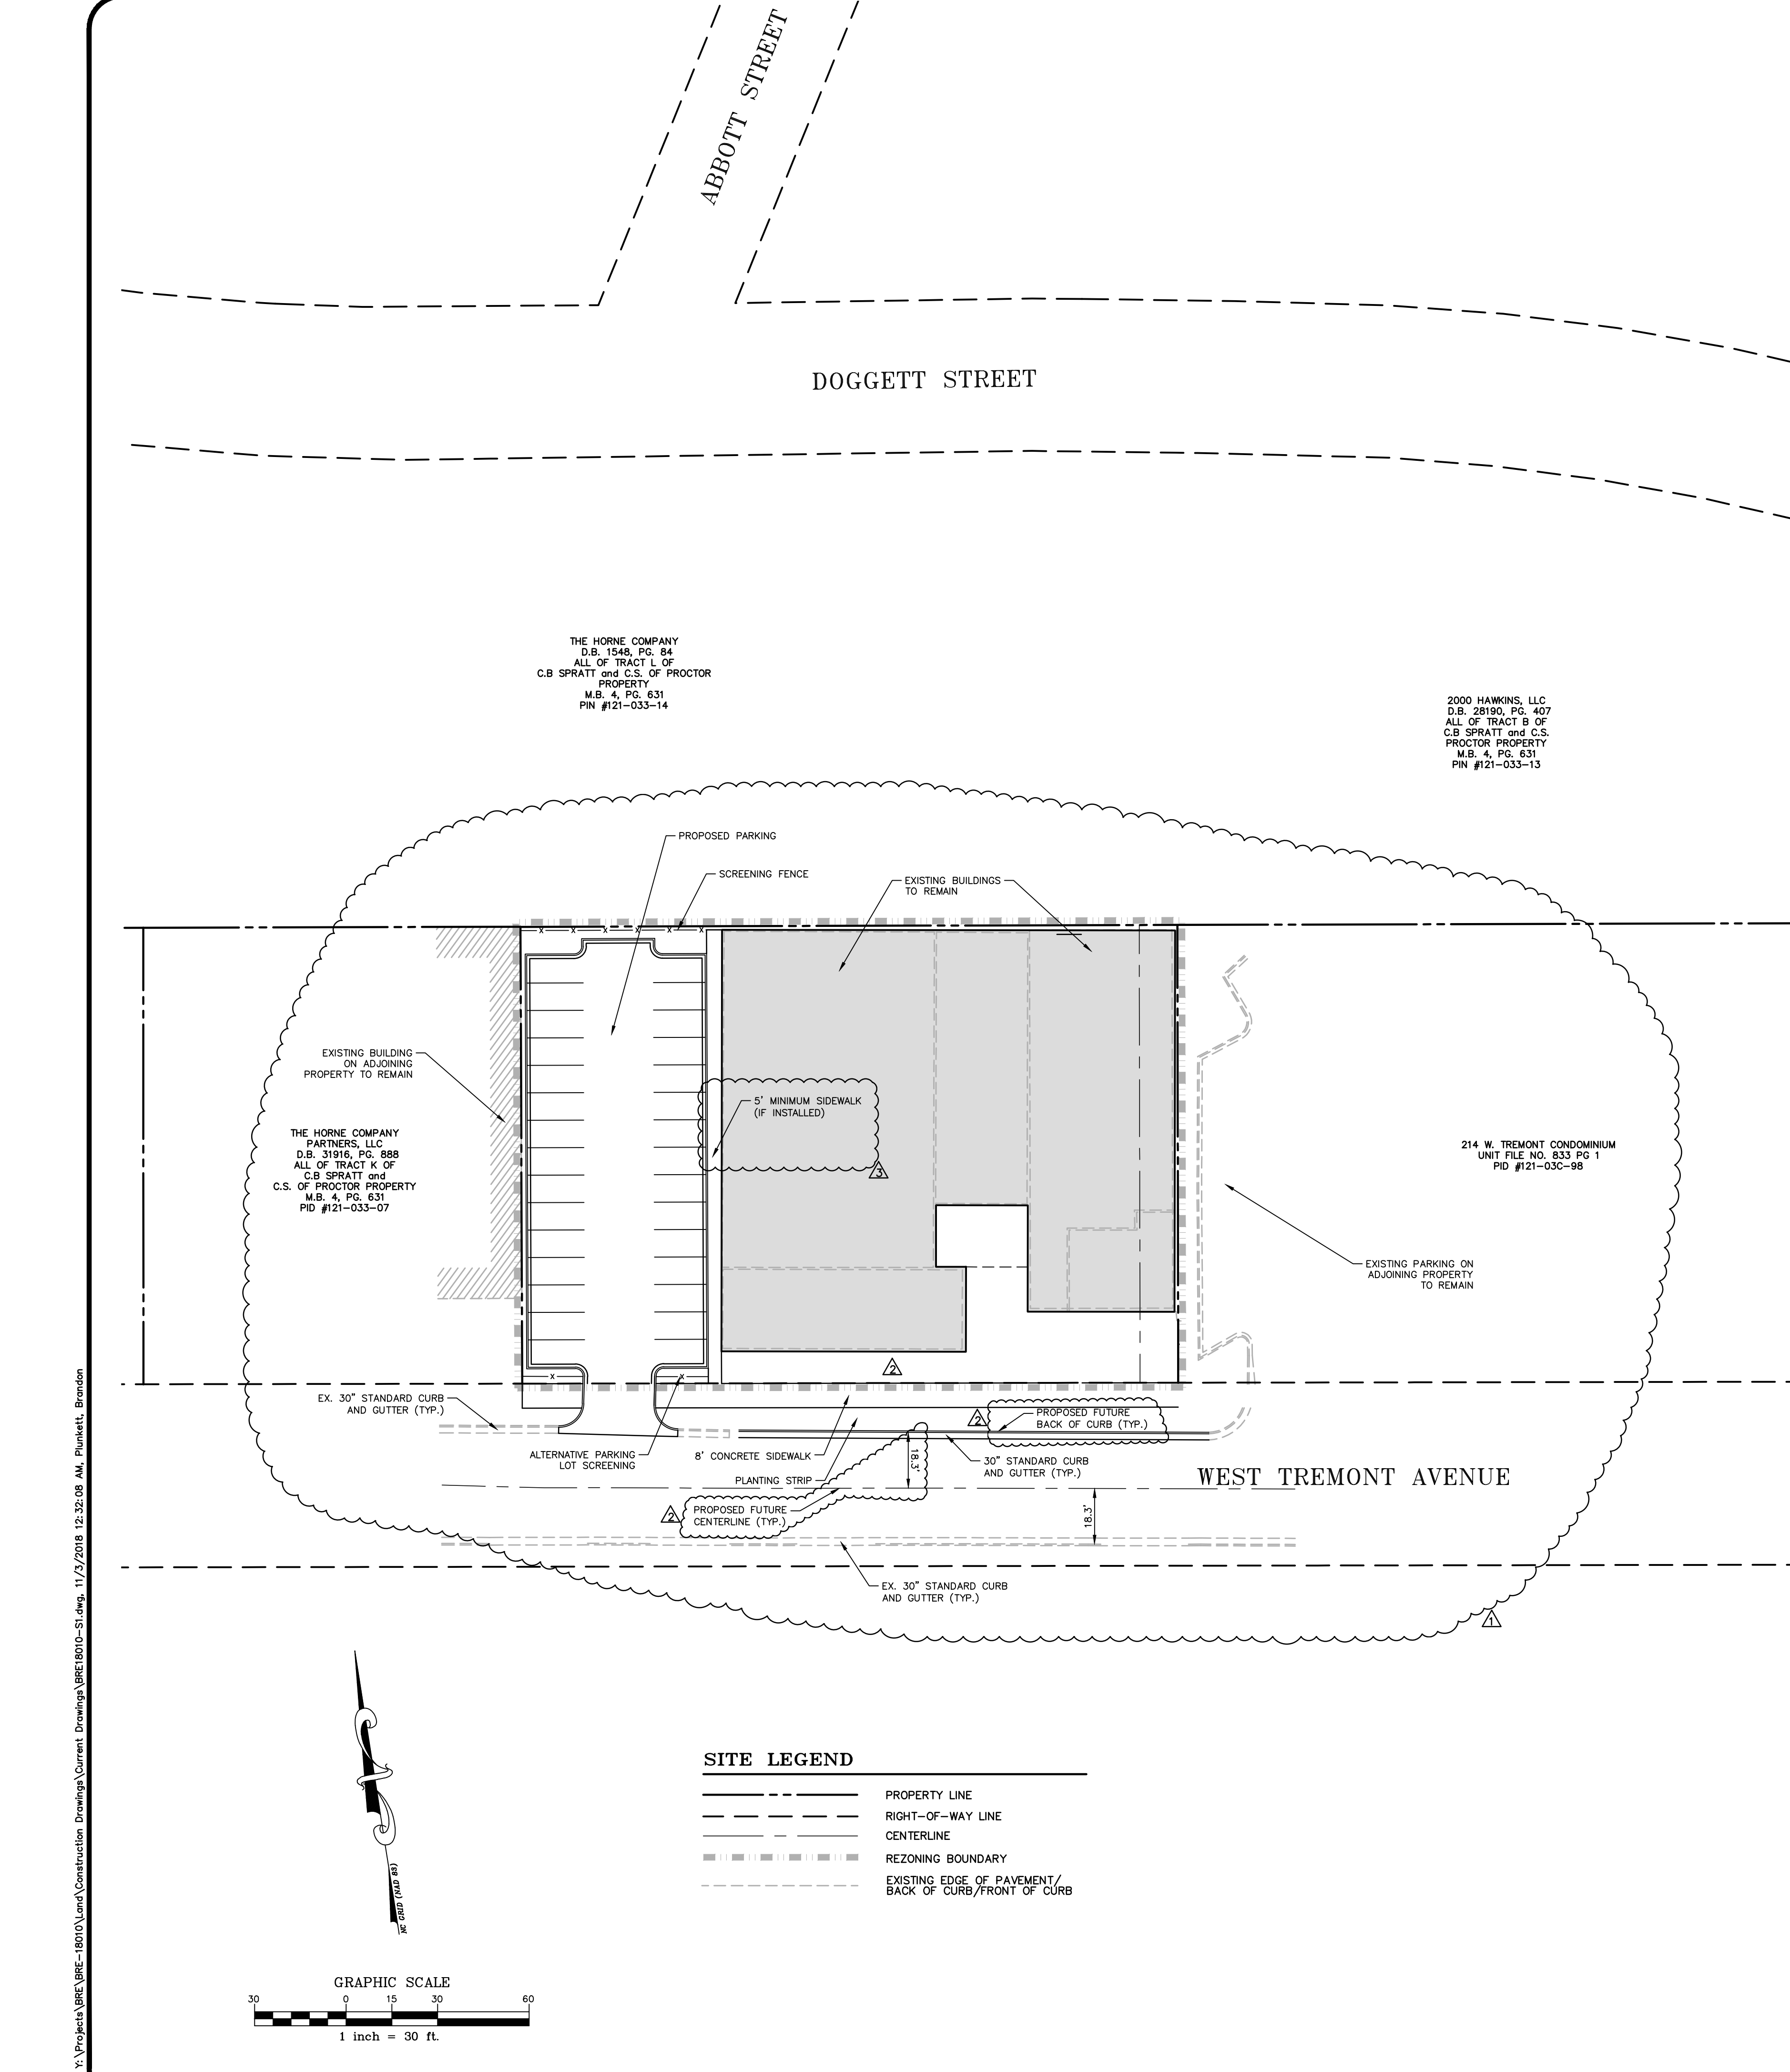 ABBOTT STREET
DOGGETT STREET
THE HORNE COMPANY
D.B. 1548, PG. 84
ALL OF TRACT L OF
C.B SPRATT and C.S. OF PROCTOR
PROPERTY
M.B. 4, PG. 631
PIN #121-033-14
2000 HAWKINS, LLC
D.B. 28190, PG. 407
ALL OF TRACT B OF
C.B SPRATT and C.S.
PROCTOR PROPERTY
M.B. 4, PG. 631
PIN #121-033-13
PROPOSED PARKING
SCREENING FENCE
EXISTING BUILDINGS
TO REMAIN
X X X X X X
EXISTING BUILDING
ON ADJOINING
PROPERTY TO REMAIN
5' MINIMUM SIDEWALK
(IF INSTALLED)
3
THE HORNE COMPANY
PARTNERS, LLC
D.B. 31916, PG. 888
ALL OF TRACT K OF
C.B SPRATT and
C.S. OF PROCTOR PROPERTY
M.B. 4, PG. 631
PID #121-033-07
214 W. TREMONT CONDOMINIUM
UNIT FILE NO. 833 PG 1
PID #121-03C-98
EXISTING PARKING ON
ADJOINING PROPERTY
TO REMAIN
2
X X
EX. 30" STANDARD CURB
AND GUTTER (TYP.)
2
PROPOSED FUTURE
BACK OF CURB (TYP.)
ALTERNATIVE PARKING
LOT SCREENING
8' CONCRETE SIDEWALK
PLANTING STRIP
18.3'
30" STANDARD CURB
AND GUTTER (TYP.)
WEST TREMONT AVENUE
2
PROPOSED FUTURE
CENTERLINE (TYP.)
18.3'
EX. 30" STANDARD CURB
AND GUTTER (TYP.)
1
NC GRID (NAD 83)
SITE LEGEND
PROPERTY LINE
RIGHT-OF-WAY LINE
CENTERLINE
REZONING BOUNDARY
EXISTING EDGE OF PAVEMENT/
BACK OF CURB/FRONT OF CURB
GRAPHIC SCALE
30 0 15 30 60
1 inch = 30 ft.
Y:\Projects\BRE\BRE-18010\Land\Construction Drawings\Current Drawings\BRE18010-S1.dwg, 11/3/2018 12:32:08 AM, Plunkett, Brandon